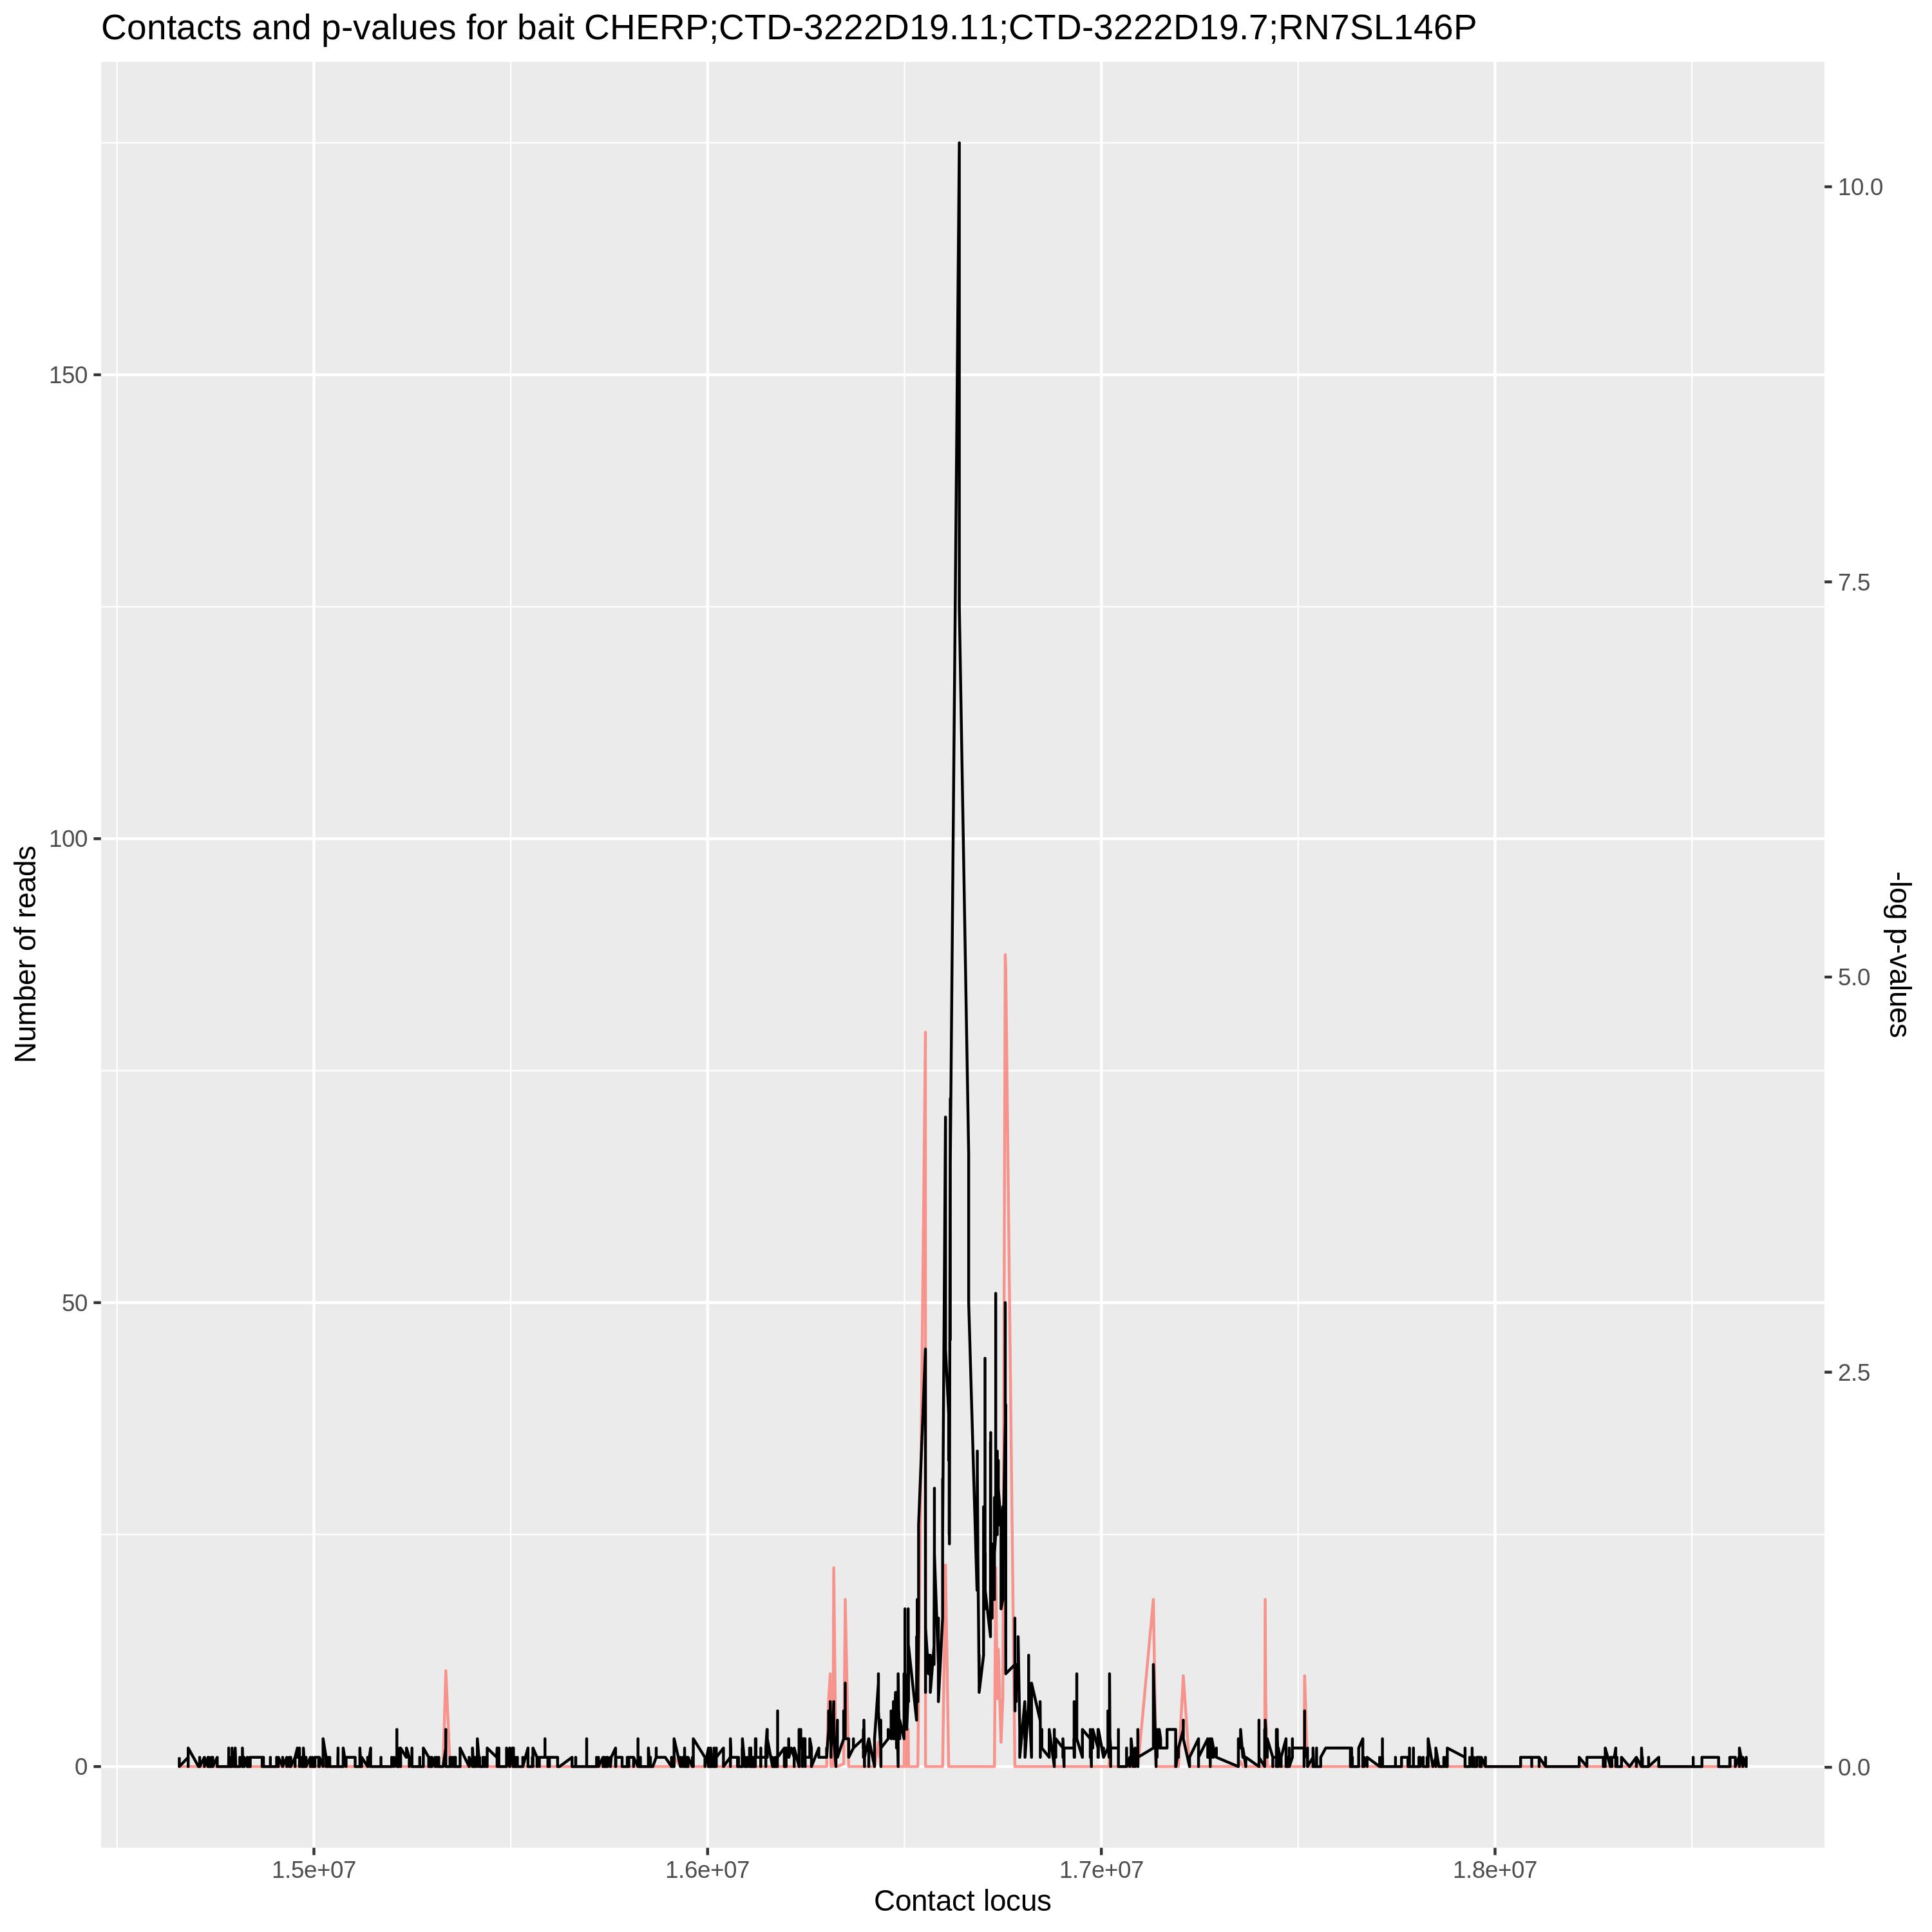 Contacts and p-values for bait CHERP;CTD-3222D19.11;CTD-3222D19.7;RN7SL146P
Number of reads
150
100
50
0
10.0
7.5
5.0
2.5
0.0
-log p-values
1.5e+07
1.6e+07
1.7e+07
1.8e+07
Contact locus